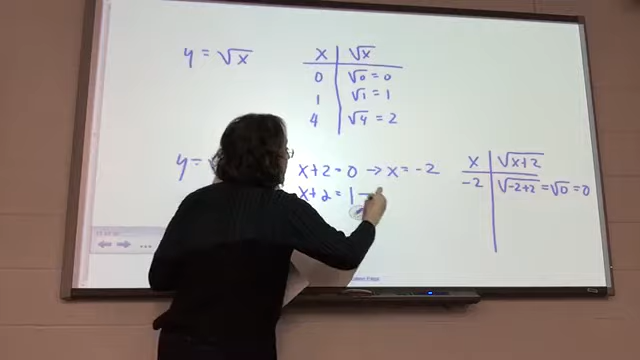 y = √x
x | √x
0 | √0 = 0
1 | √1 = 1
4 | √4 = 2
y = √
x + 2 = 0 → x = -2
x + 2 = 1
x | √x+2
-2 | √-2+2 = √0 = 0